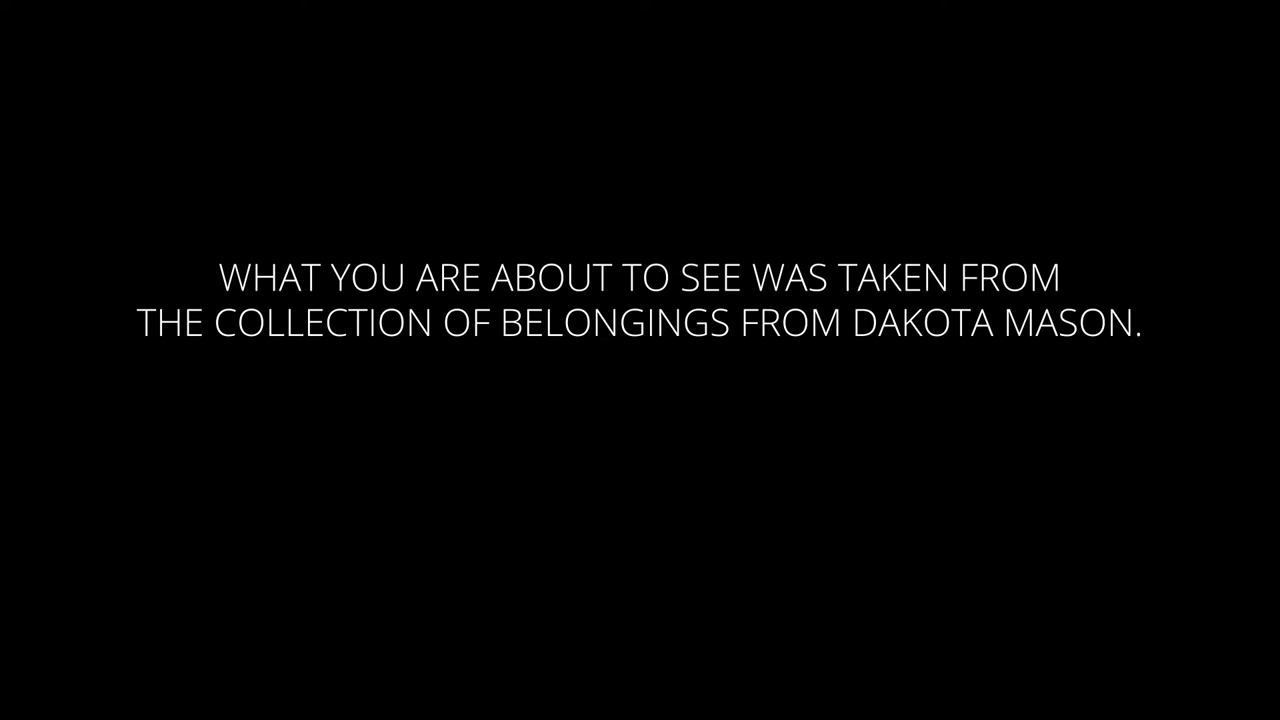 WHAT YOU ARE ABOUT TO SEE WAS TAKEN FROM
THE COLLECTION OF BELONGINGS FROM DAKOTA MASON.